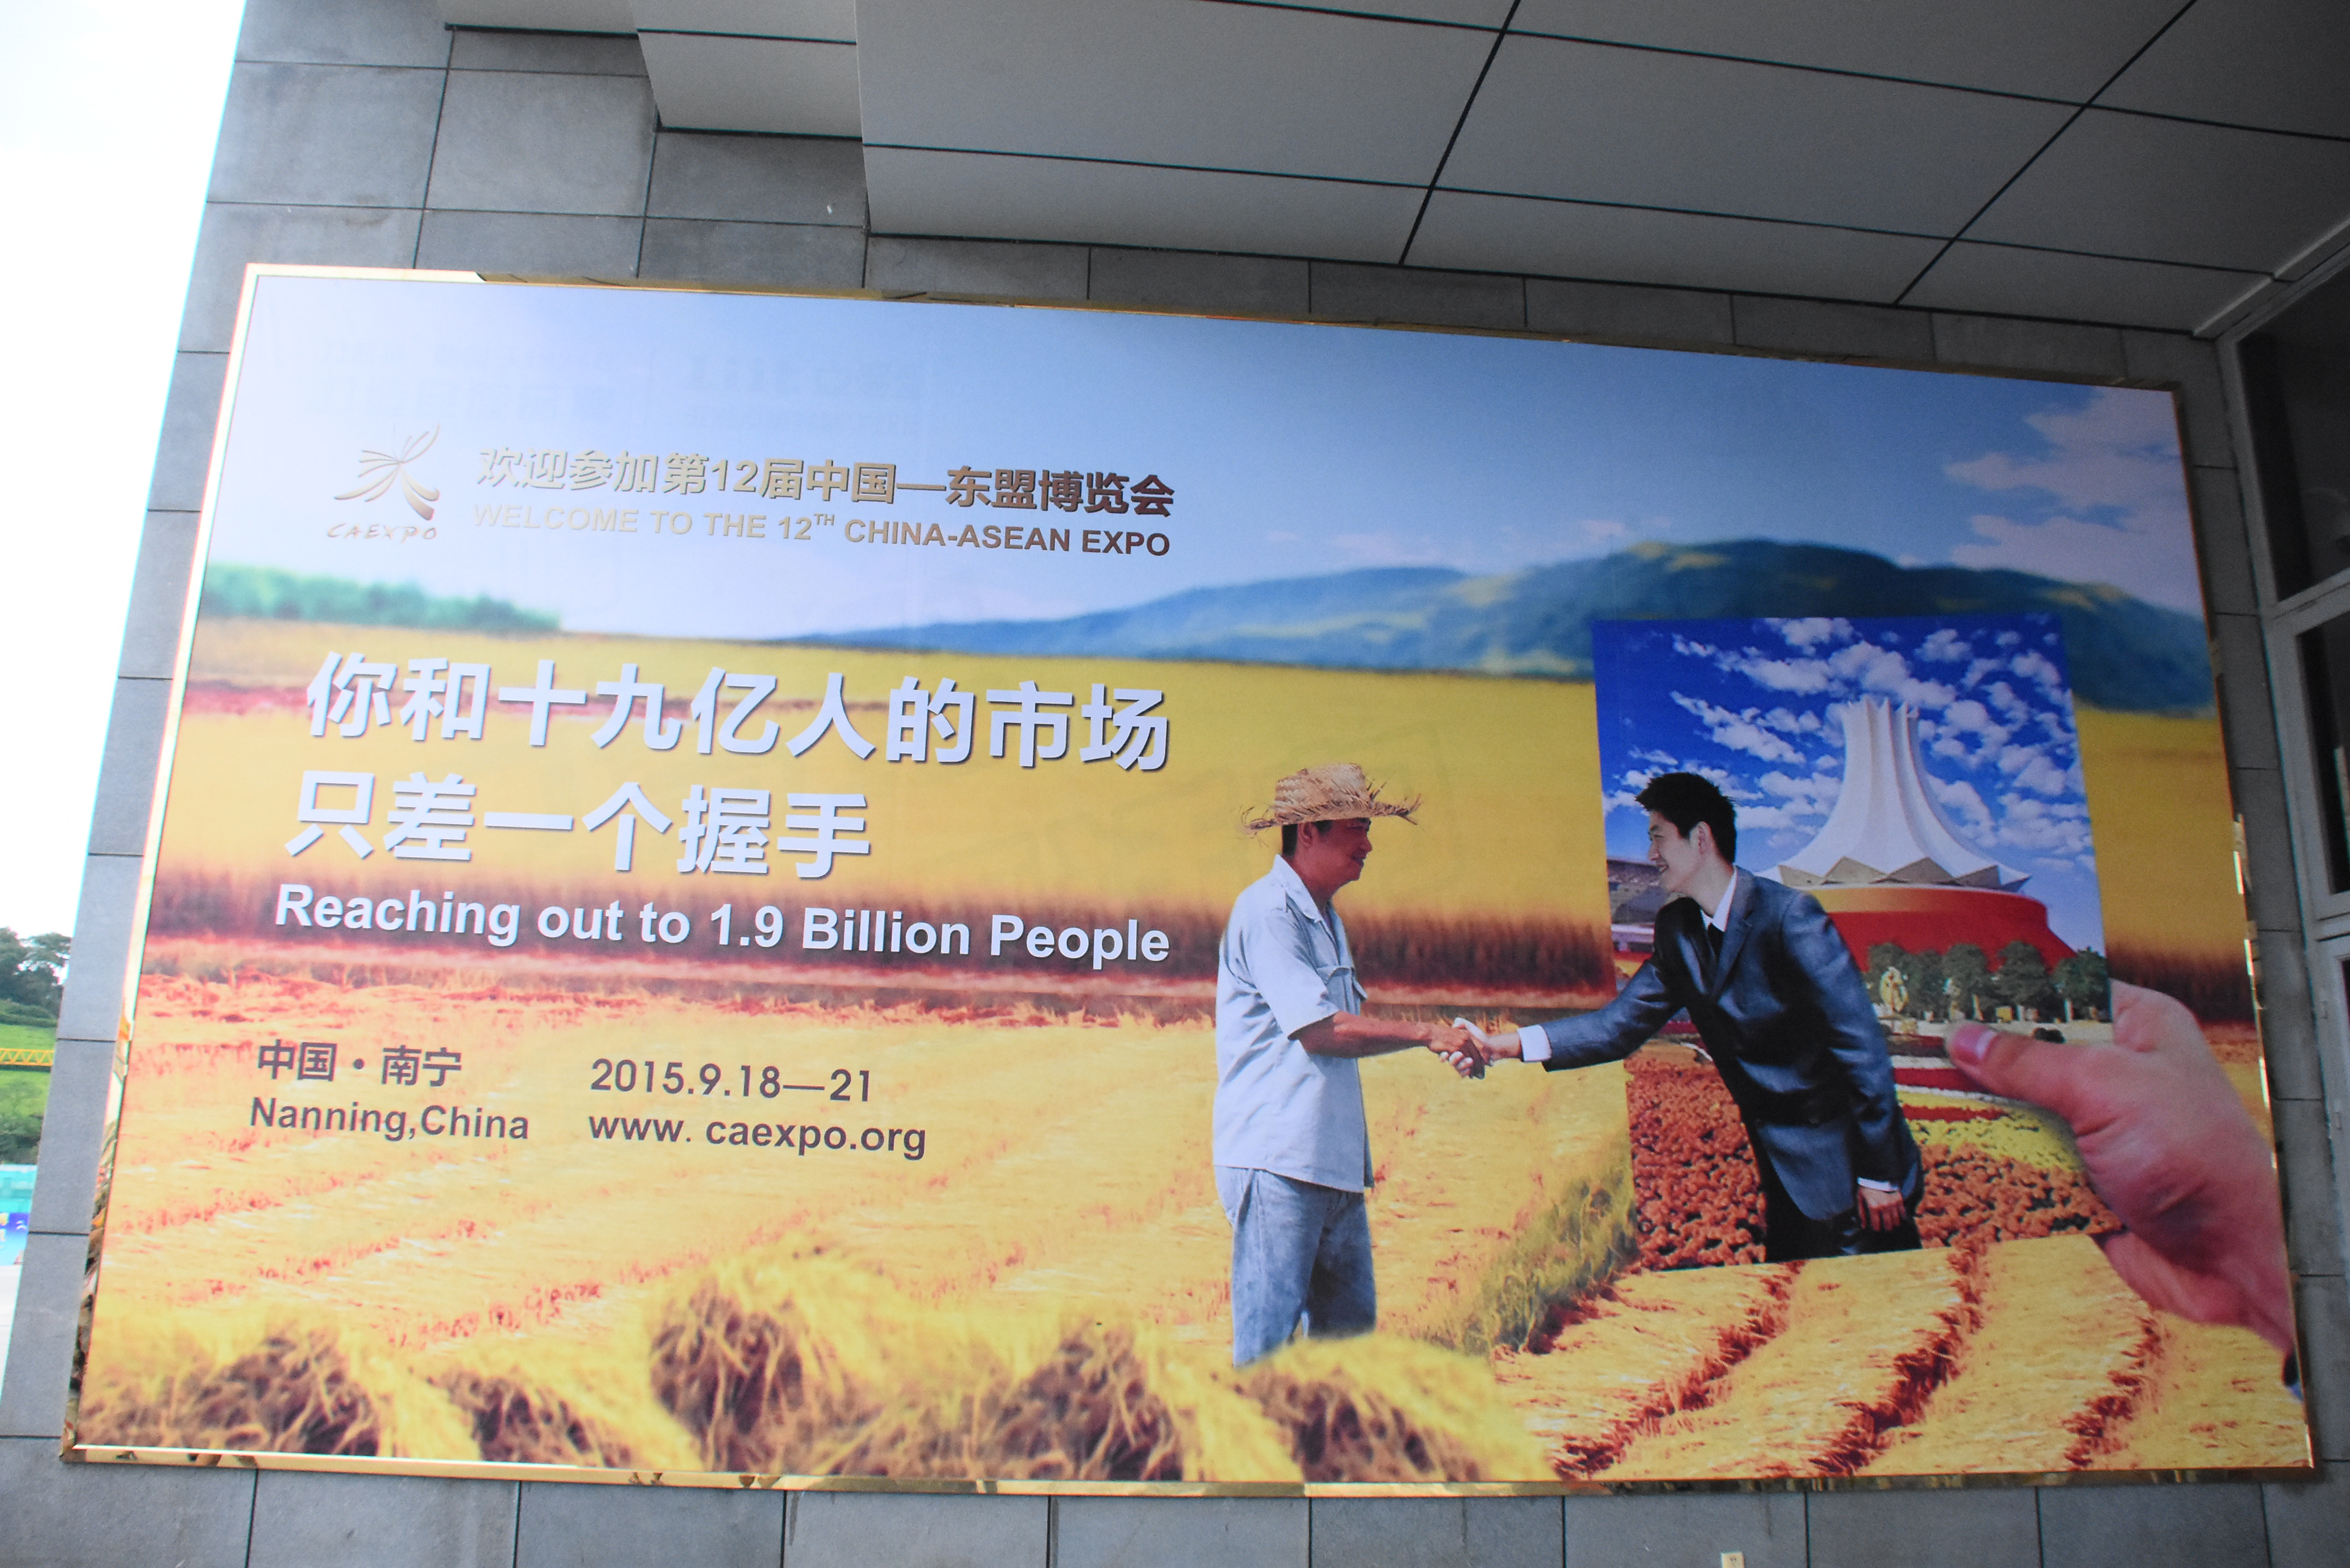 欢迎参加第12届中国—东盟博览会
WELCOME TO THE 12TH CHINA-ASEAN EXPO
CAEXPO
你和十九亿人的市场
只差一个握手
Reaching out to 1.9 Billion People
中国·南宁
2015.9.18—21
Nanning,China
www. caexpo.org